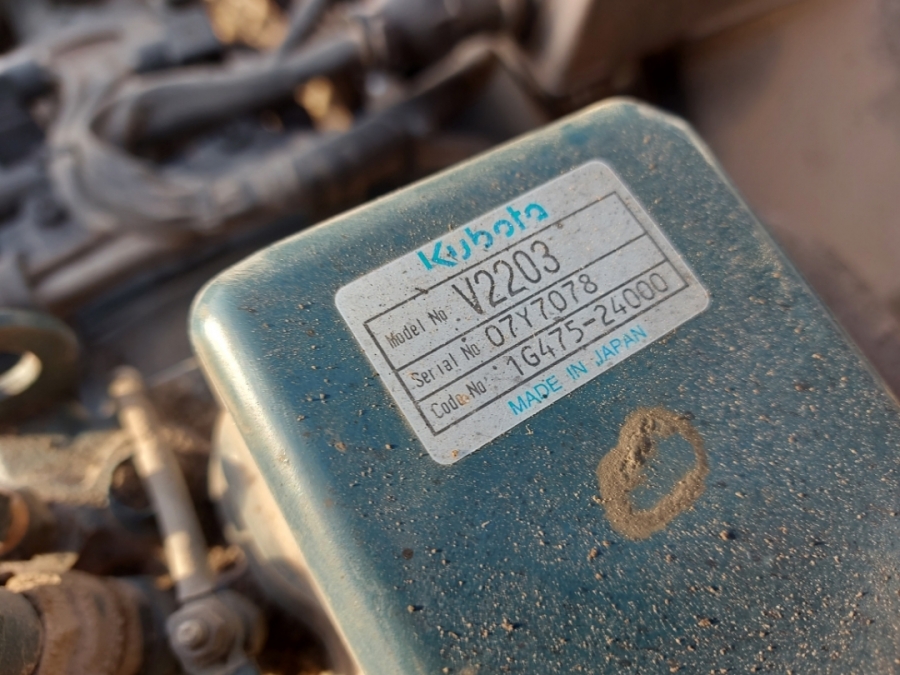 Kubota
Model No. V2203
Serial No. 07Y7078
Code No. 1G475-24000
MADE IN JAPAN